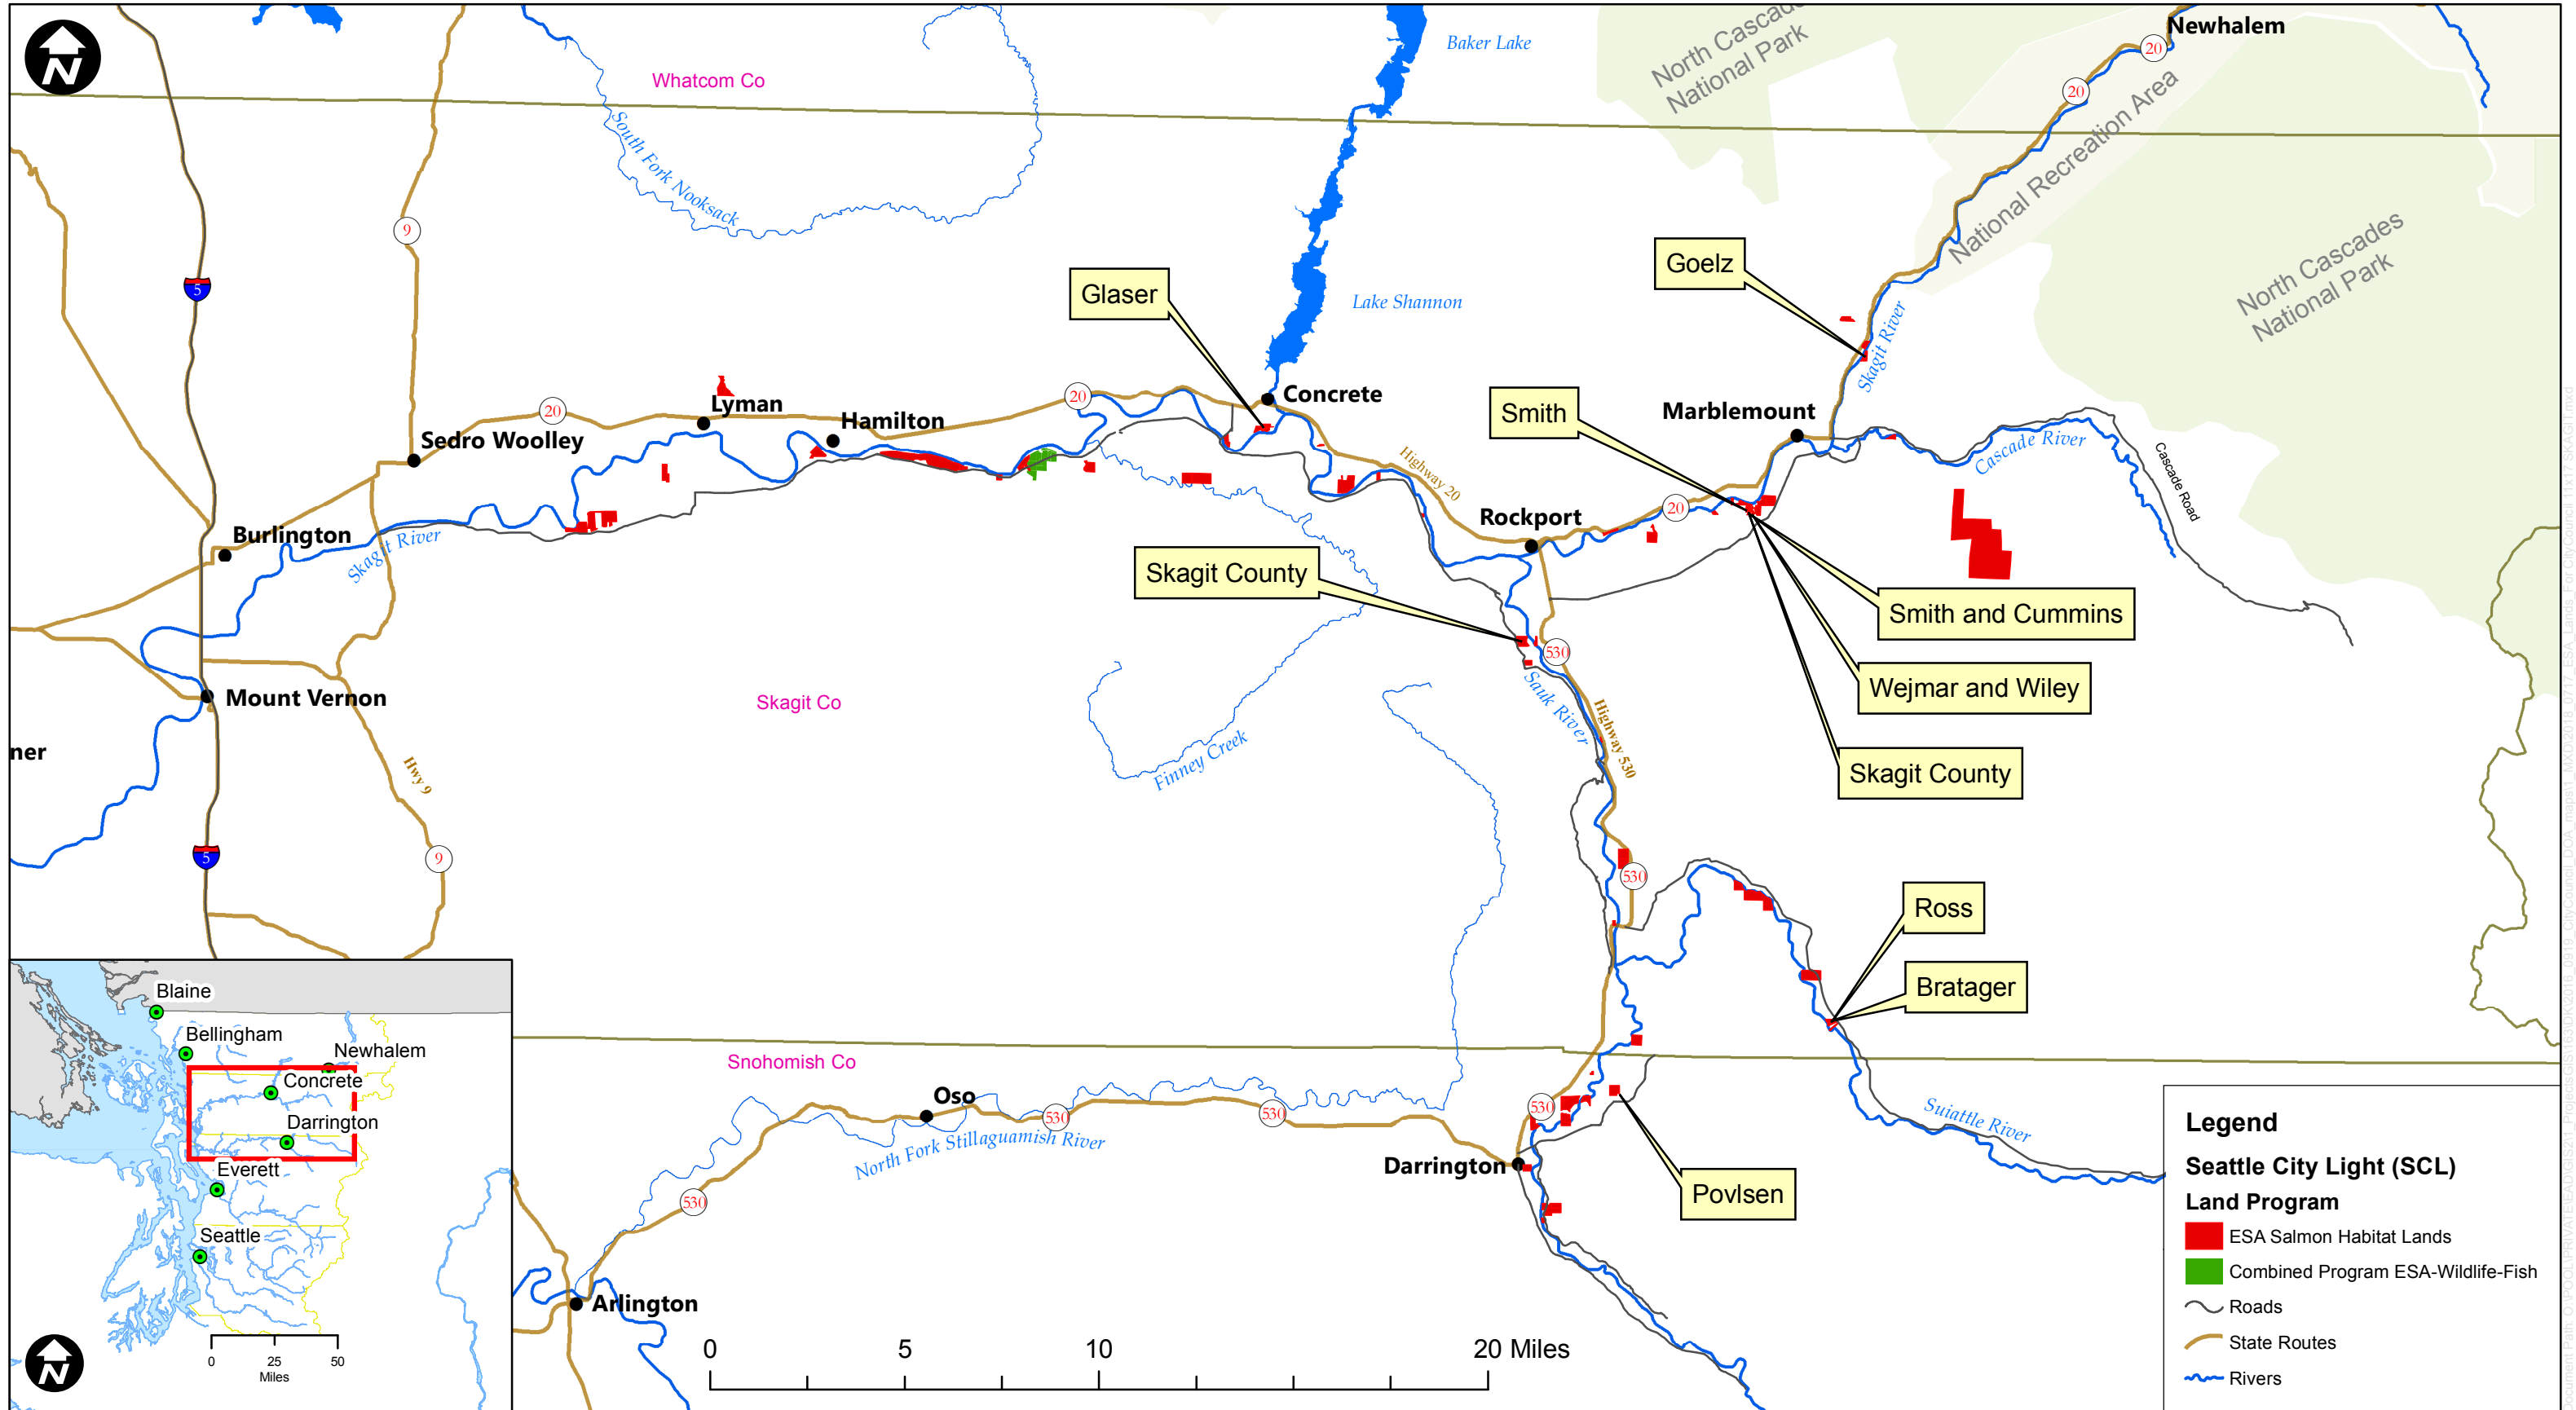 Newhalem
Baker Lake
North Cascades
National Park
20
Whatcom Co
20
South Fork Nooksack
National Recreation Area
9
North Cascades
National Park
Goelz
5
Glaser
Lake Shannon
Skagit River
Concrete
20
Lyman
20
Smith
Marblemount
Hamilton
Sedro Woolley
Cascade River
Cascade Road
Highway 20
20
Rockport
Burlington
Skagit River
Skagit County
Smith and Cummins
530
Wejmar and Wiley
Sauk River
Mount Vernon
Skagit Co
Highway 530
Finney Creek
ner
Hwy 9
Skagit County
5
9
530
Ross
Bratager
Blaine
Bellingham
Newhalem
Concrete
Darrington
Everett
Seattle
0 25 50
Miles
Snohomish Co
Oso
530
530
530
North Fork Stillaguamish River
Suiattle River
Darrington
Povlsen
530
Arlington
0 5 10 20 Miles
Legend
Seattle City Light (SCL)
Land Program
ESA Salmon Habitat Lands
Combined Program ESA-Wildlife-Fish
Roads
State Routes
Rivers
N
N